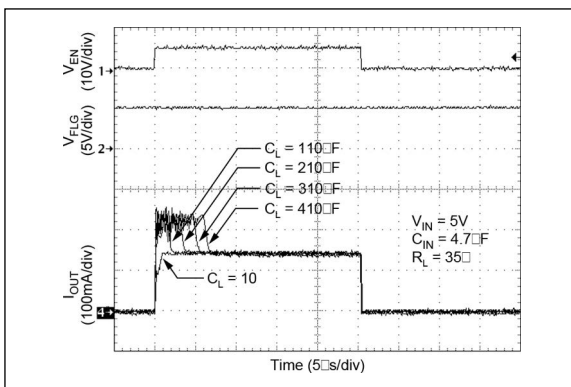 V_EN
(10V/div)
1
V_FLG
(5V/div)
2
C_L = 110□F
C_L = 210□F
C_L = 310□F
C_L = 410□F
V_IN = 5V
C_IN = 4.7□F
R_L = 35□
C_L = 10
I_OUT
(100mA/div)
4
Time (5□s/div)